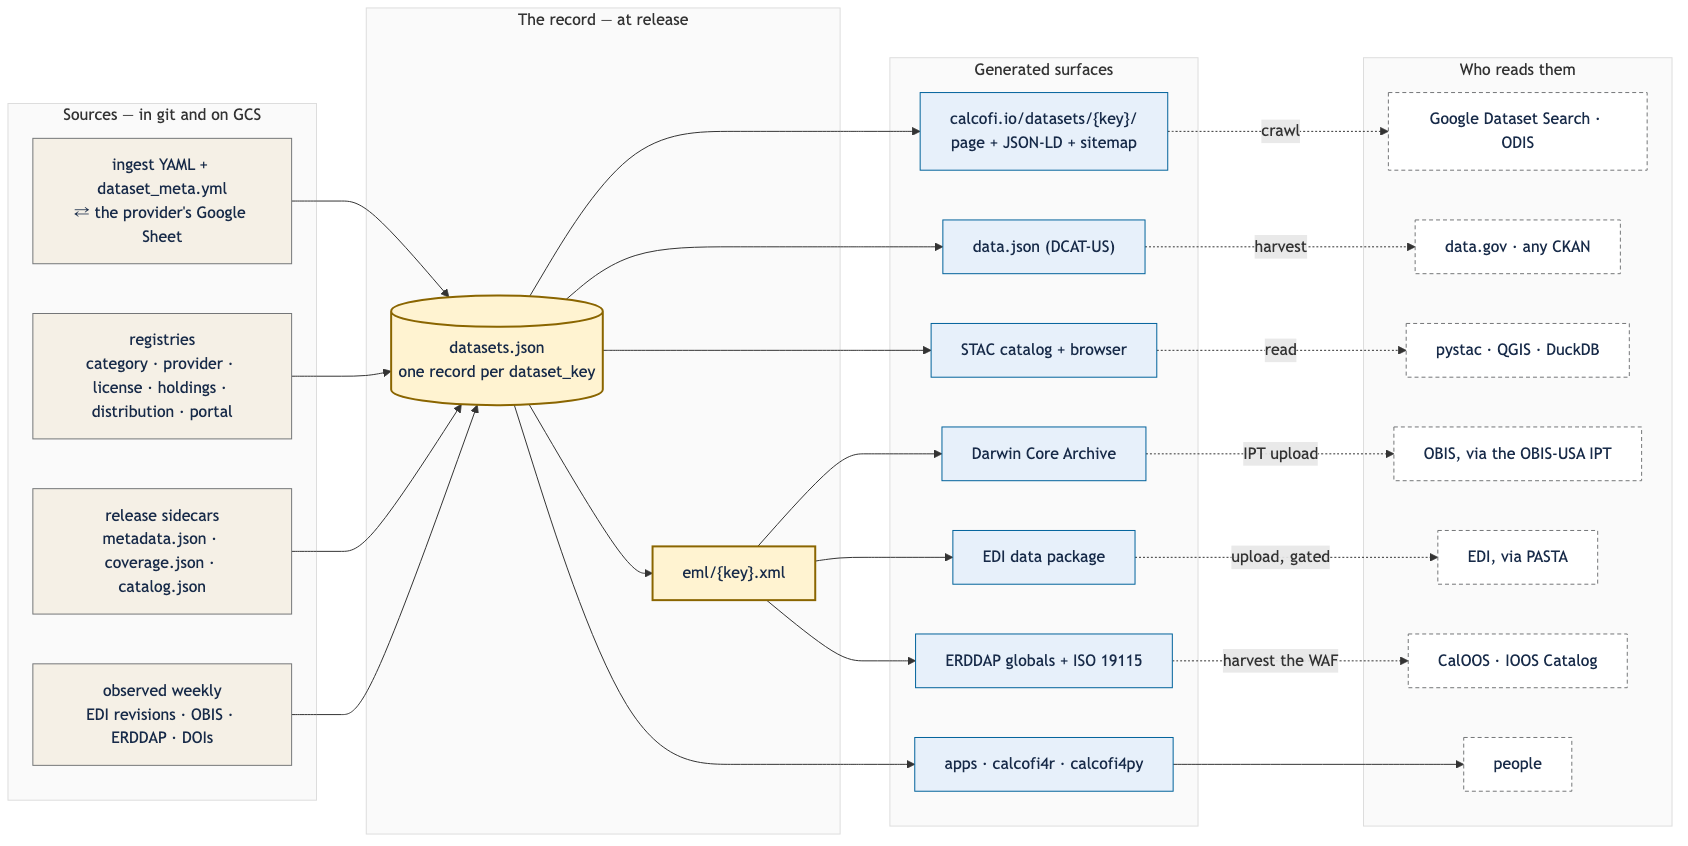 Sources — in git and on GCS
ingest YAML +
dataset_meta.yml
⇄ the provider's Google
Sheet
registries
category · provider ·
license · holdings ·
distribution · portal
release sidecars
metadata.json ·
coverage.json ·
catalog.json
observed weekly
EDI revisions · OBIS ·
ERDDAP · DOIs
The record — at release
datasets.json
one record per dataset_key
eml/{key}.xml
Generated surfaces
calcofi.io/datasets/{key}/
page + JSON-LD + sitemap
data.json (DCAT-US)
STAC catalog + browser
Darwin Core Archive
EDI data package
ERDDAP globals + ISO 19115
apps · calcofi4r · calcofi4py
crawl
harvest
read
IPT upload
upload, gated
harvest the WAF
Who reads them
Google Dataset Search ·
ODIS
data.gov · any CKAN
pystac · QGIS · DuckDB
OBIS, via the OBIS-USA IPT
EDI, via PASTA
CalOOS · IOOS Catalog
people